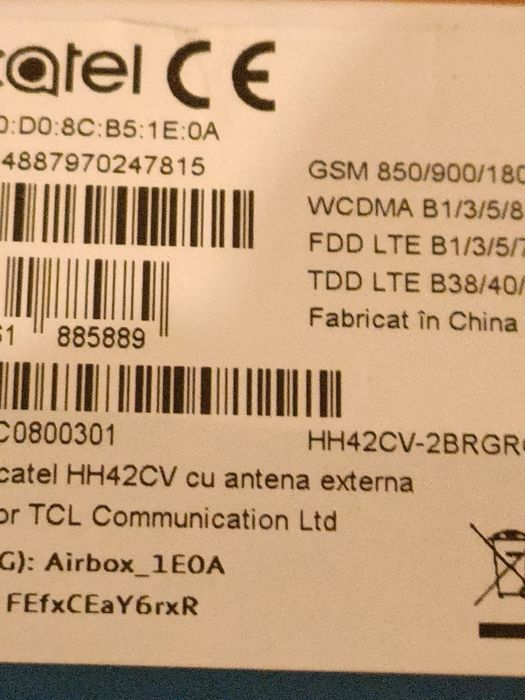 catel CE
0:D0:8C:B5:1E:0A
4887970247815
GSM 850/900/180
WCDMA B1/3/5/8
FDD LTE B1/3/5/7
TDD LTE B38/40/
Fabricat în China
61 885889
C0800301
HH42CV-2BRGR
catel HH42CV cu antena externa
or TCL Communication Ltd
G): Airbox_1E0A
FEfxCEaY6rxR